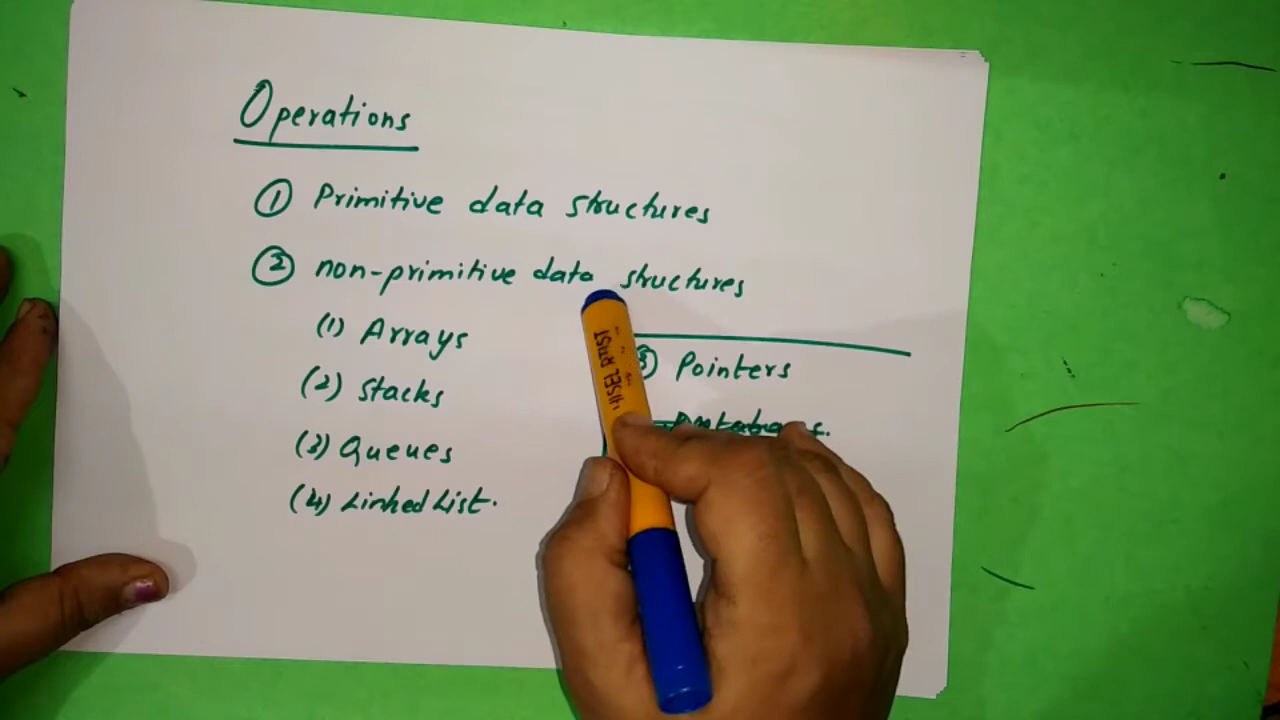 Operations
① Primitive data structures
② non-primitive data structures
(1) Arrays
(2) Stacks
(3) Queues
(4) Linked List.
Pointers